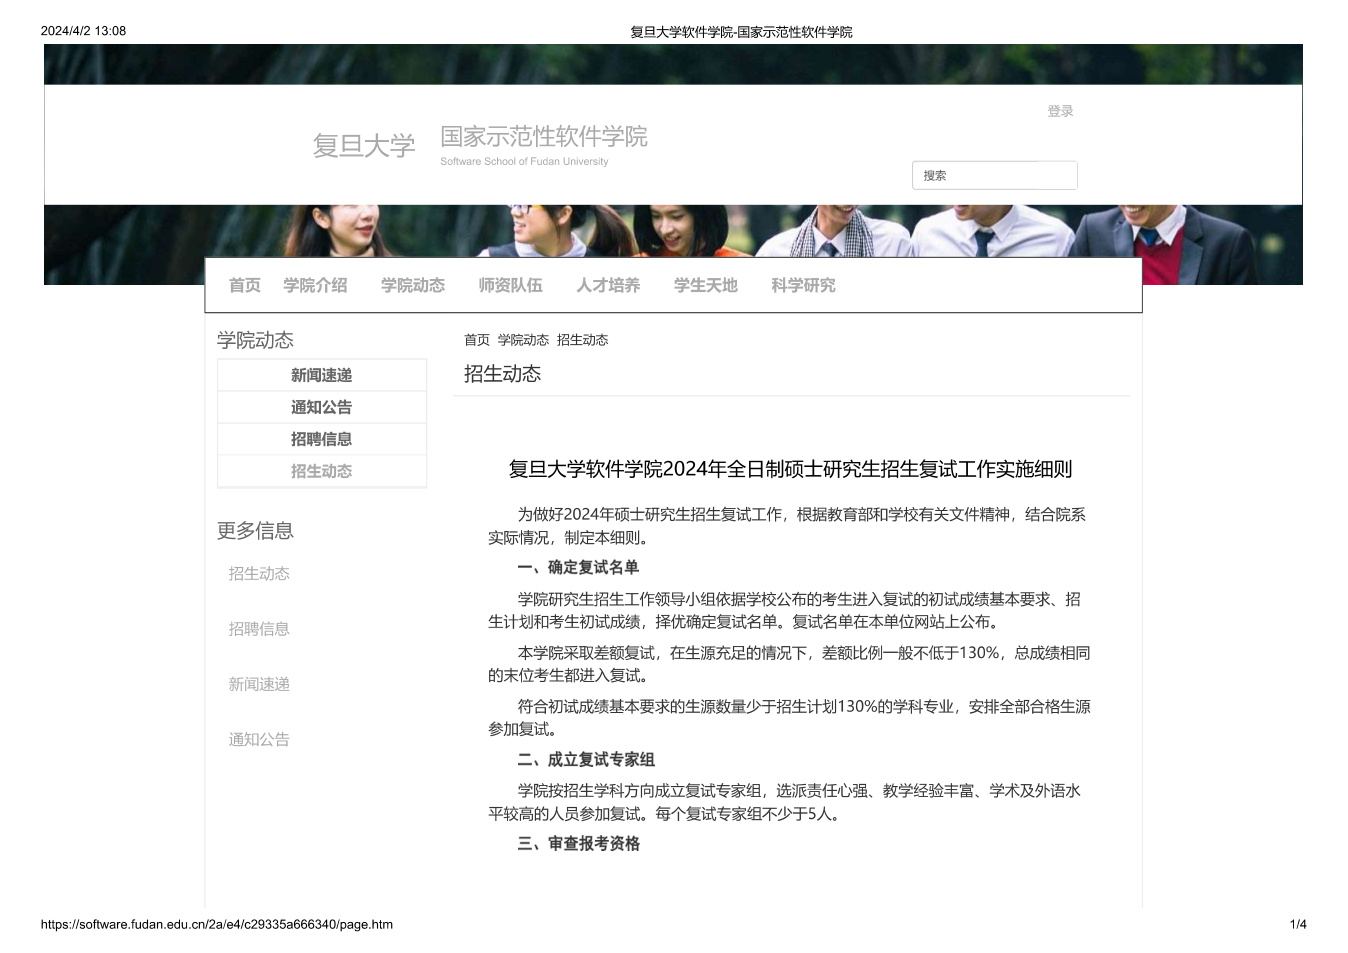 2024/4/2 13:08
复旦大学软件学院-国家示范性软件学院
登录
复旦大学
国家示范性软件学院
Software School of Fudan University
搜索
首页 学院介绍 学院动态 师资队伍 人才培养 学生天地 科学研究
学院动态
新闻速递
通知公告
招聘信息
招生动态
更多信息
招生动态
招聘信息
新闻速递
通知公告
首页 学院动态 招生动态
招生动态
复旦大学软件学院2024年全日制硕士研究生招生复试工作实施细则
为做好2024年硕士研究生招生复试工作，根据教育部和学校有关文件精神，结合院系
实际情况，制定本细则。
一、确定复试名单
学院研究生招生工作领导小组依据学校公布的考生进入复试的初试成绩基本要求、招
生计划和考生初试成绩，择优确定复试名单。复试名单在本单位网站上公布。
本学院采取差额复试，在生源充足的情况下，差额比例一般不低于130%，总成绩相同
的末位考生都进入复试。
符合初试成绩基本要求的生源数量少于招生计划130%的学科专业，安排全部合格生源
参加复试。
二、成立复试专家组
学院按招生学科方向成立复试专家组，选派责任心强、教学经验丰富、学术及外语水
平较高的人员参加复试。每个复试专家组不少于5人。
三、审查报考资格
https://software.fudan.edu.cn/2a/e4/c29335a666340/page.htm
1/4